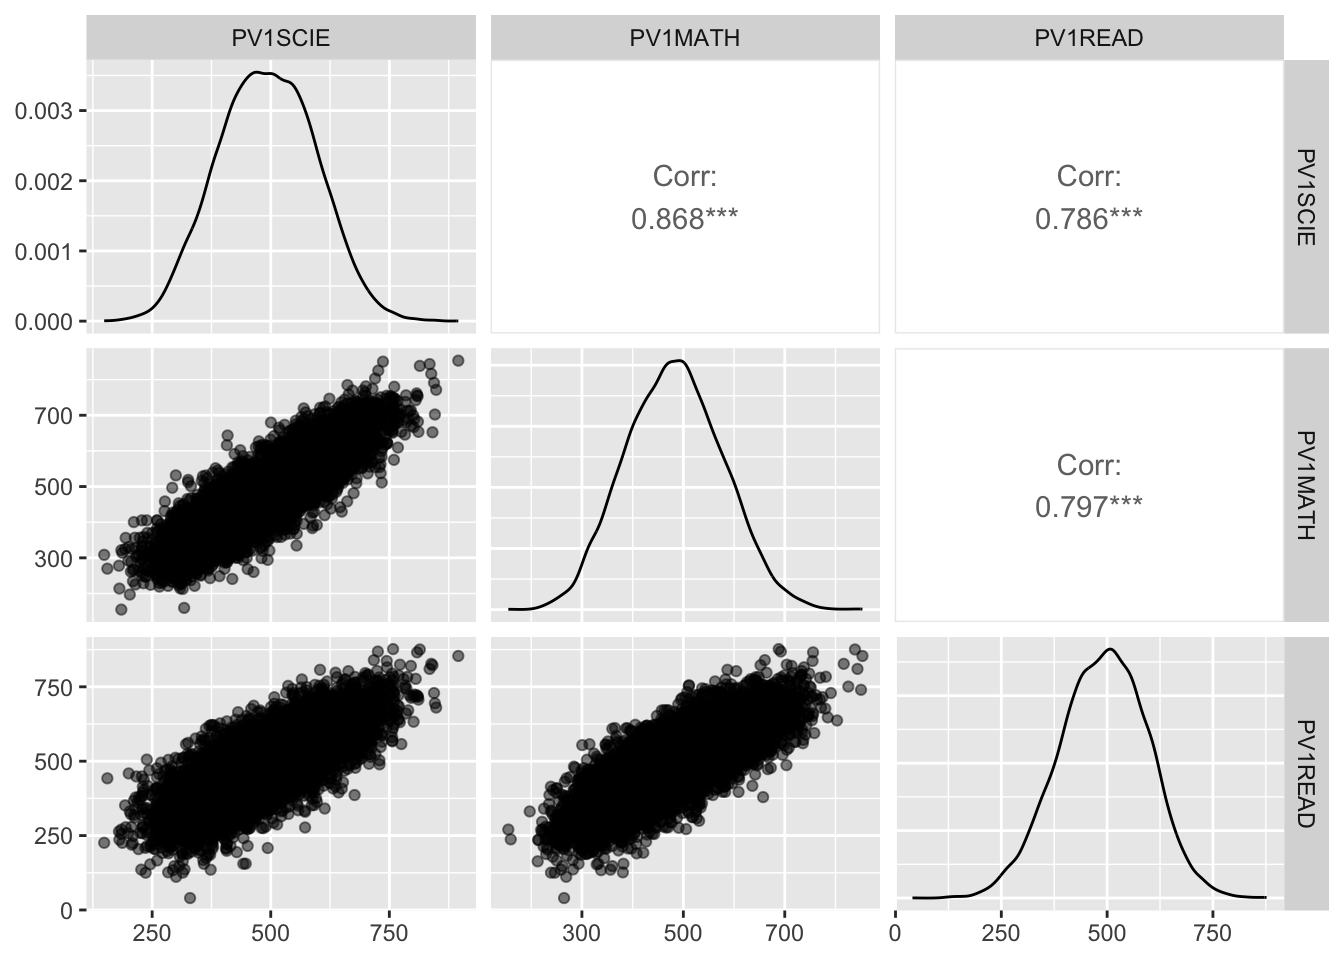 PV1SCIE PV1MATH PV1READ
0.003
0.002
0.001
0.000
Corr:
0.868***
Corr:
0.786***
PV1SCIE
700
500
300
Corr:
0.797***
PV1MATH
750
500
250
0
PV1READ
250 500 750 300 500 700 0 250 500 750